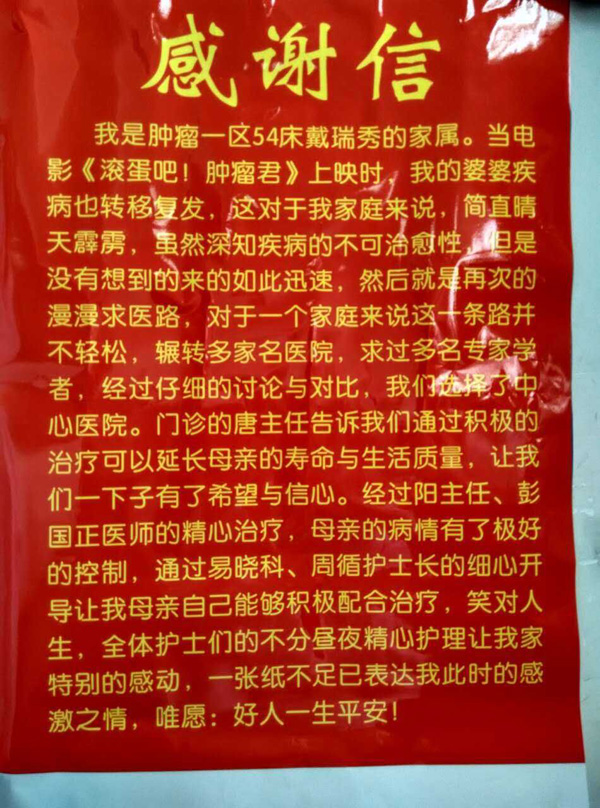 感谢信
我是肿瘤一区54床戴瑞秀的家属。当电
影《滚蛋吧！肿瘤君》上映时，我的婆婆疾
病也转移复发，这对于我家庭来说，简直晴
天霹雳，虽然深知疾病的不可治愈性，但是
没有想到的来的如此迅速，然后就是再次的
漫漫求医路，对于一个家庭来说这一条路并
不轻松，辗转多家名医院，求过多名专家学
者，经过仔细的讨论与对比，我们选择了中
心医院。门诊的唐主任告诉我们通过积极的
治疗可以延长母亲的寿命与生活质量，让我
们一下子有了希望与信心。经过阳主任、彭
国正医师的精心治疗，母亲的病情有了极好
的控制，通过易晓科、周循护士长的细心开
导让我母亲自己能够积极配合治疗，笑对人
生，全体护士们的不分昼夜精心护理让我家
特别的感动，一张纸不足已表达我此时的感
激之情，唯愿：好人一生平安！